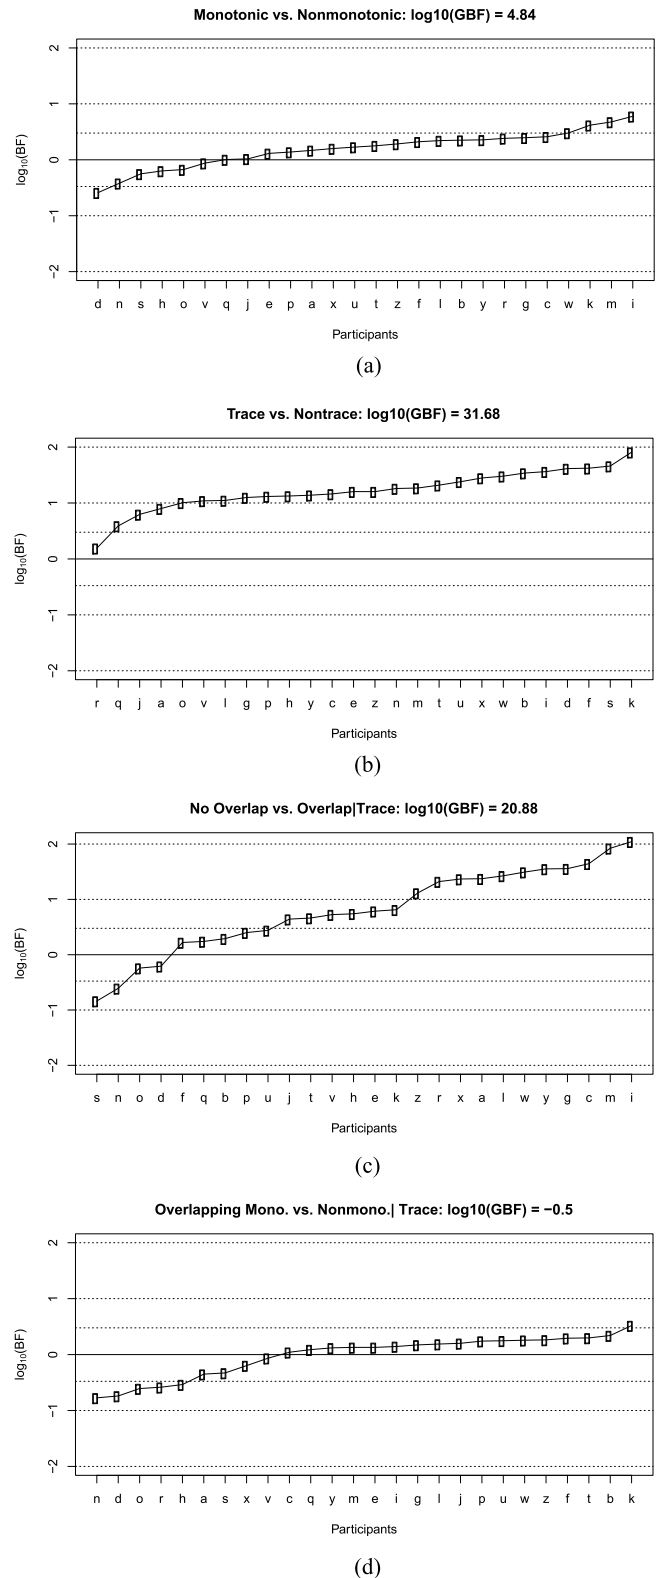 Monotonic vs. Nonmonotonic: log10(GBF) = 4.84
2
1
0
−1
−2
log10(BF)
d n s h o v q j e p a x u t z f l b y r g c w k m i
Participants
(a)
Trace vs. Nontrace: log10(GBF) = 31.68
2
1
0
−1
−2
log10(BF)
r q j a o v l g p h y c e z n m t u x w b i d f s k
Participants
(b)
No Overlap vs. Overlap|Trace: log10(GBF) = 20.88
2
1
0
−1
−2
log10(BF)
s n o d f q b p u j t v h e k z r x a l w y g c m i
Participants
(c)
Overlapping Mono. vs. Nonmono.| Trace: log10(GBF) = −0.5
2
1
0
−1
−2
log10(BF)
n d o r h a s x v c q y m e i g l j p u w z f t b k
Participants
(d)